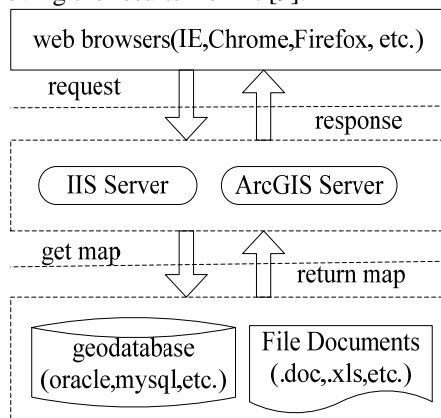 web browsers(IE,Chrome,Firefox, etc.)
request
response
IIS Server
ArcGIS Server
get map
return map
geodatabase
(oracle,mysql,etc.)
File Documents
(.doc,.xls,etc.)